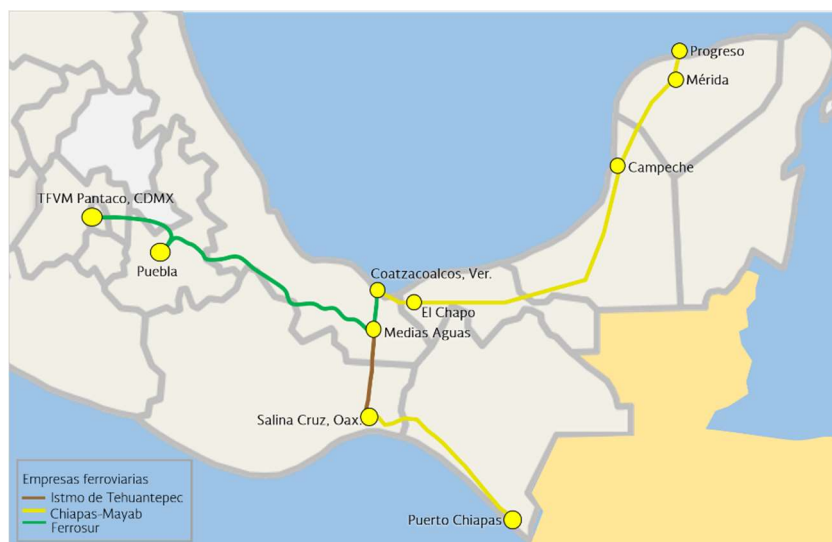 Progreso
Mérida
Campeche
TFVM Pantaco, CDMX
Puebla
Coatzacoalcos, Ver.
El Chapo
Medias Aguas
Salina Cruz, Oax.
Puerto Chiapas
Empresas ferroviarias
Istmo de Tehuantepec
Chiapas-Mayab
Ferrosur